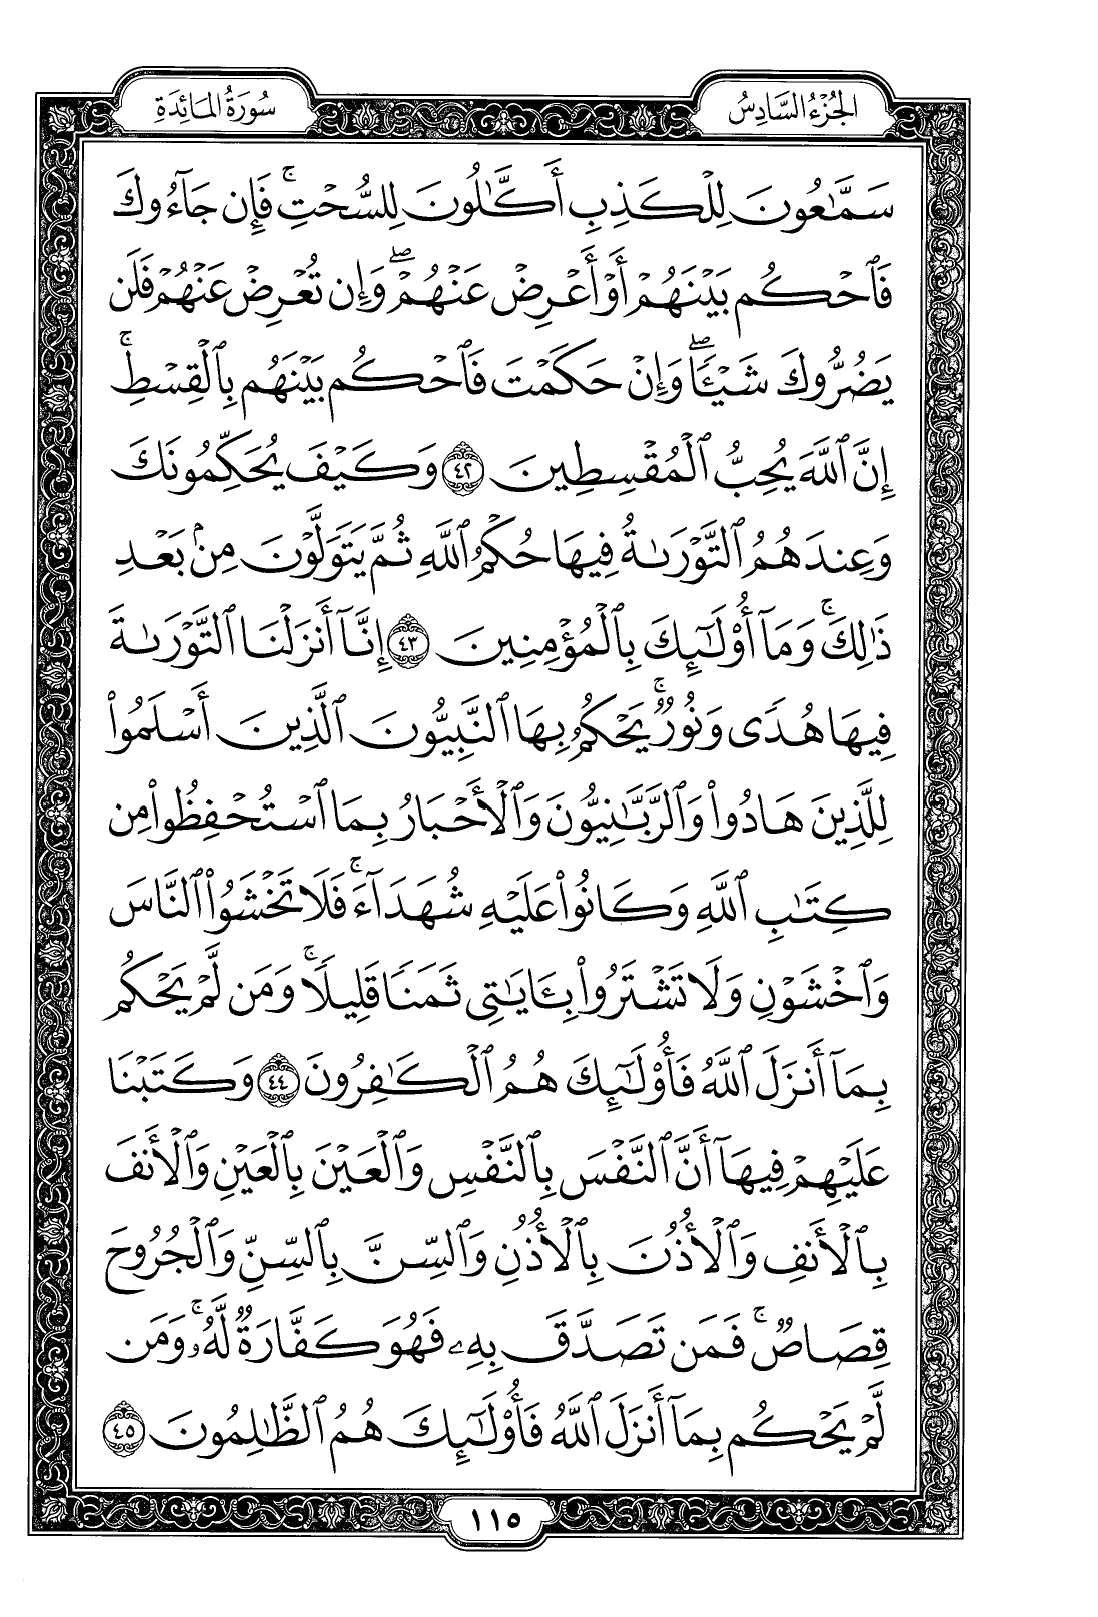 الجُزْءُ السَّادِسُ
سُورَةُ المَائِدَةِ
سَمَّٰعُونَ لِلْكَذِبِ أَكَّٰلُونَ لِلسُّحْتِۚ فَإِن جَآءُوكَ
فَٱحْكُم بَيْنَهُمْ أَوْ أَعْرِضْ عَنْهُمْۖ وَإِن تُعْرِضْ عَنْهُمْ فَلَن
يَضُرُّوكَ شَيْـًٔاۖ وَإِنْ حَكَمْتَ فَٱحْكُم بَيْنَهُم بِٱلْقِسْطِۚ
إِنَّ ٱللَّهَ يُحِبُّ ٱلْمُقْسِطِينَ ٤٢ وَكَيْفَ يُحَكِّمُونَكَ
وَعِندَهُمُ ٱلتَّوْرَىٰةُ فِيهَا حُكْمُ ٱللَّهِ ثُمَّ يَتَوَلَّوْنَ مِنۢ بَعْدِ
ذَٰلِكَۚ وَمَآ أُو۟لَٰٓئِكَ بِٱلْمُؤْمِنِينَ ٤٣ إِنَّآ أَنزَلْنَا ٱلتَّوْرَىٰةَ
فِيهَا هُدًى وَنُورٌۚ يَحْكُمُ بِهَا ٱلنَّبِيُّونَ ٱلَّذِينَ أَسْلَمُوا۟
لِلَّذِينَ هَادُوا۟ وَٱلرَّبَّٰنِيُّونَ وَٱلْأَحْبَارُ بِمَا ٱسْتُحْفِظُوا۟ مِن
كِتَٰبِ ٱللَّهِ وَكَانُوا۟ عَلَيْهِ شُهَدَآءَۚ فَلَا تَخْشَوُا۟ ٱلنَّاسَ
وَٱخْشَوْنِ وَلَا تَشْتَرُوا۟ بِـَٔايَٰتِى ثَمَنًا قَلِيلًاۚ وَمَن لَّمْ يَحْكُم
بِمَآ أَنزَلَ ٱللَّهُ فَأُو۟لَٰٓئِكَ هُمُ ٱلْكَٰفِرُونَ ٤٤ وَكَتَبْنَا
عَلَيْهِمْ فِيهَآ أَنَّ ٱلنَّفْسَ بِٱلنَّفْسِ وَٱلْعَيْنَ بِٱلْعَيْنِ وَٱلْأَنفَ
بِٱلْأَنفِ وَٱلْأُذُنَ بِٱلْأُذُنِ وَٱلسِّنَّ بِٱلسِّنِّ وَٱلْجُرُوحَ
قِصَاصٌۚ فَمَن تَصَدَّقَ بِهِۦ فَهُوَ كَفَّارَةٌ لَّهُۥۚ وَمَن
لَّمْ يَحْكُم بِمَآ أَنزَلَ ٱللَّهُ فَأُو۟لَٰٓئِكَ هُمُ ٱلظَّٰلِمُونَ ٤٥
١١٥